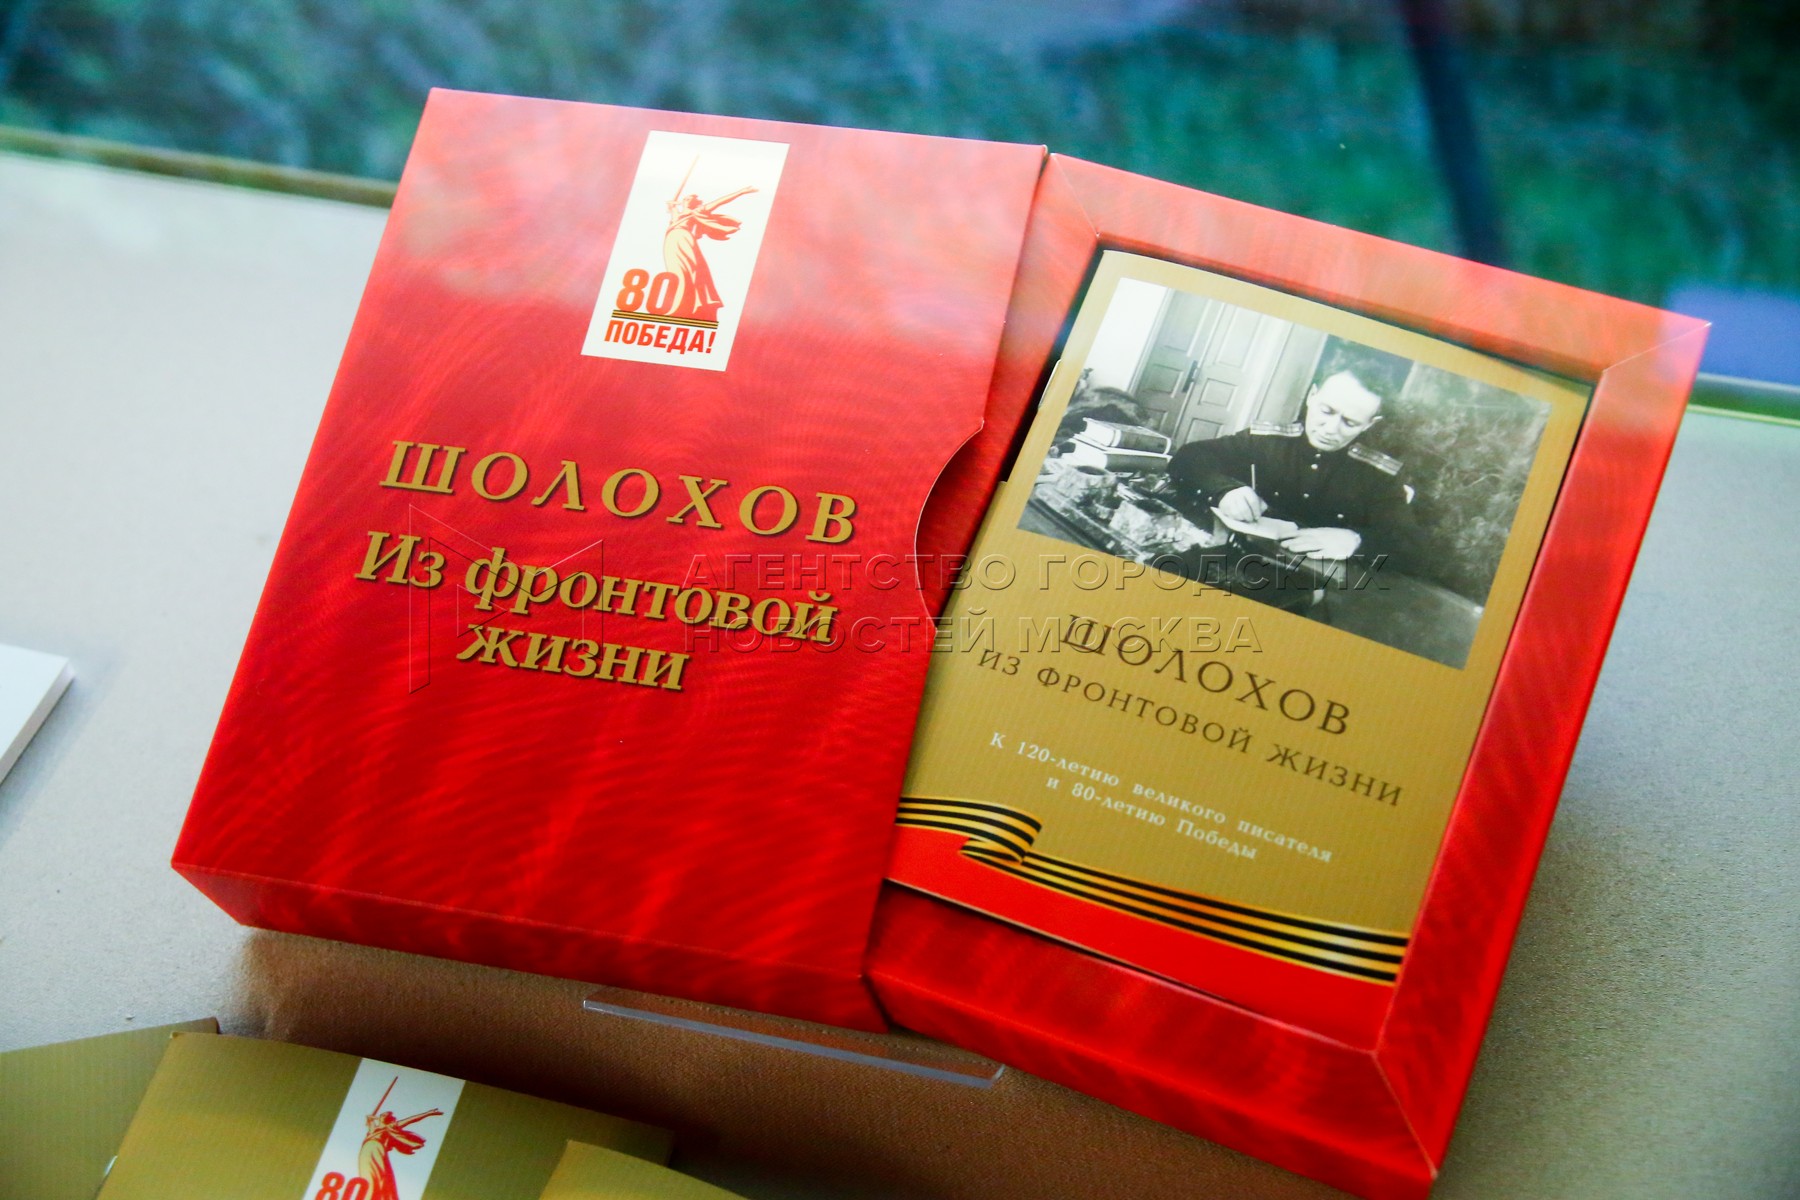 80
ПОБЕДА!
ШОЛОХОВ
Из фронтовой
жизни
ШОЛОХОВ
ИЗ ФРОНТОВОЙ ЖИЗНИ
К 120-летию великого писателя
и 80-летию Победы
АГЕНТСТВО ГОРОДСКИХ
НОВОСТЕЙ МОСКВА
80